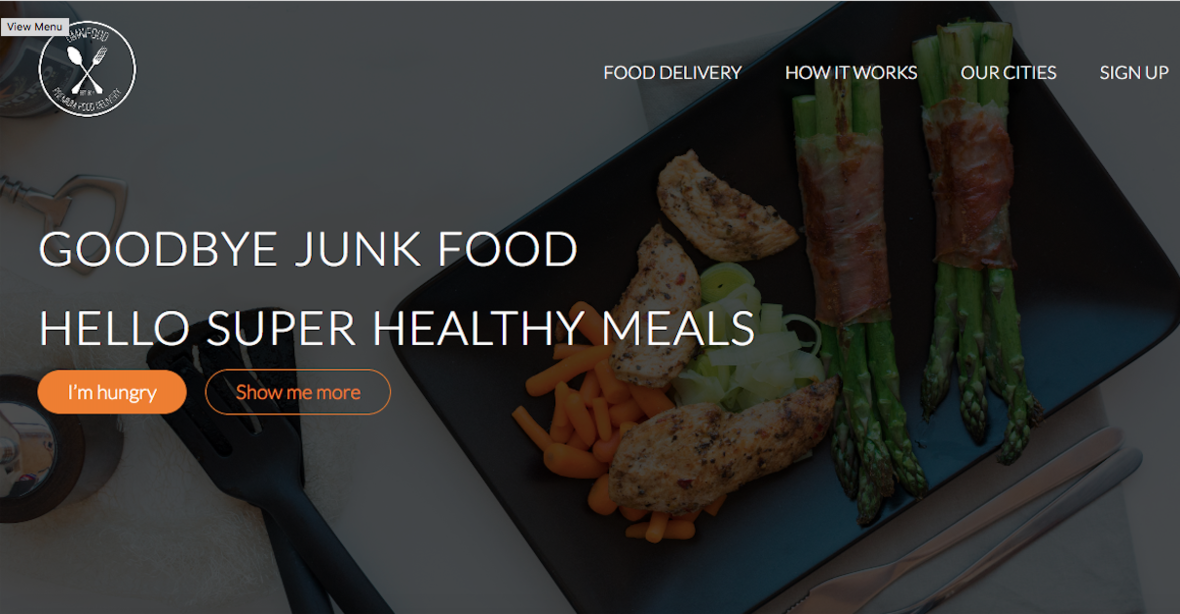 View Menu
OMNIFOOD
PREMIUM FOOD DELIVERY
FOOD DELIVERY
HOW IT WORKS
OUR CITIES
SIGN UP
GOODBYE JUNK FOOD
HELLO SUPER HEALTHY MEALS
I'm hungry
Show me more